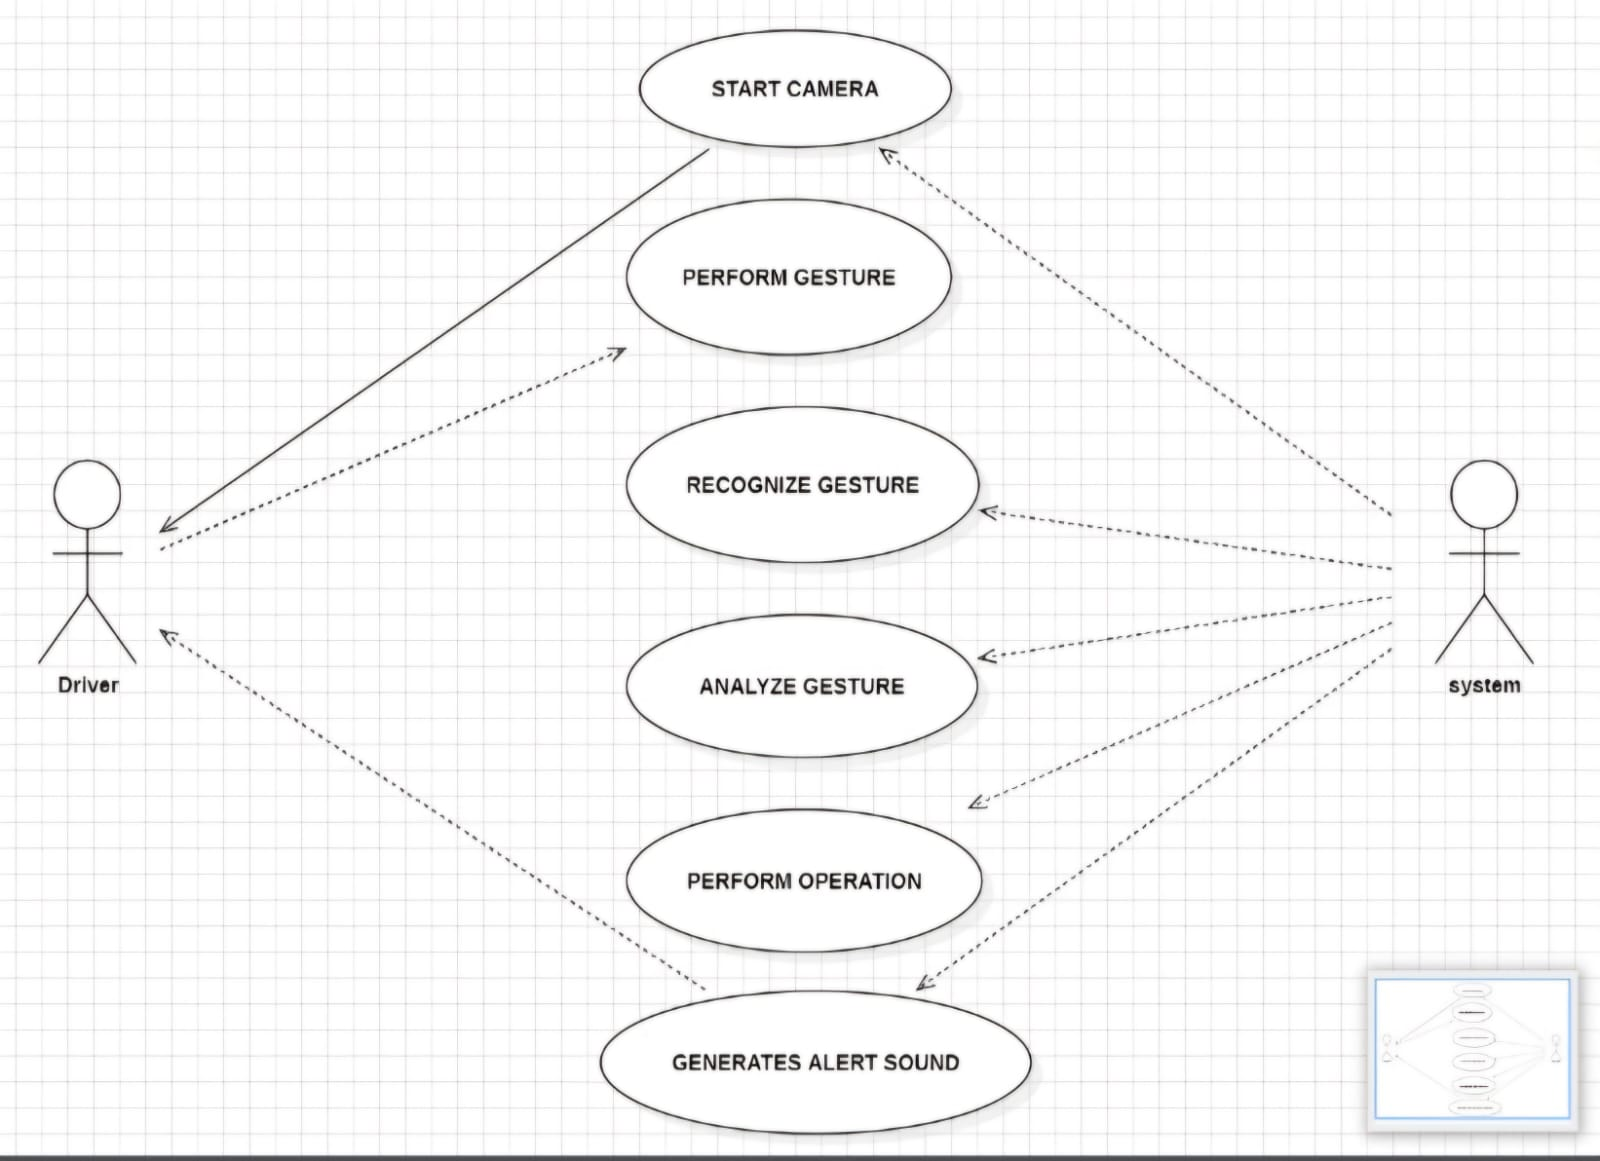 START CAMERA
PERFORM GESTURE
RECOGNIZE GESTURE
ANALYZE GESTURE
PERFORM OPERATION
GENERATES ALERT SOUND
Driver
system